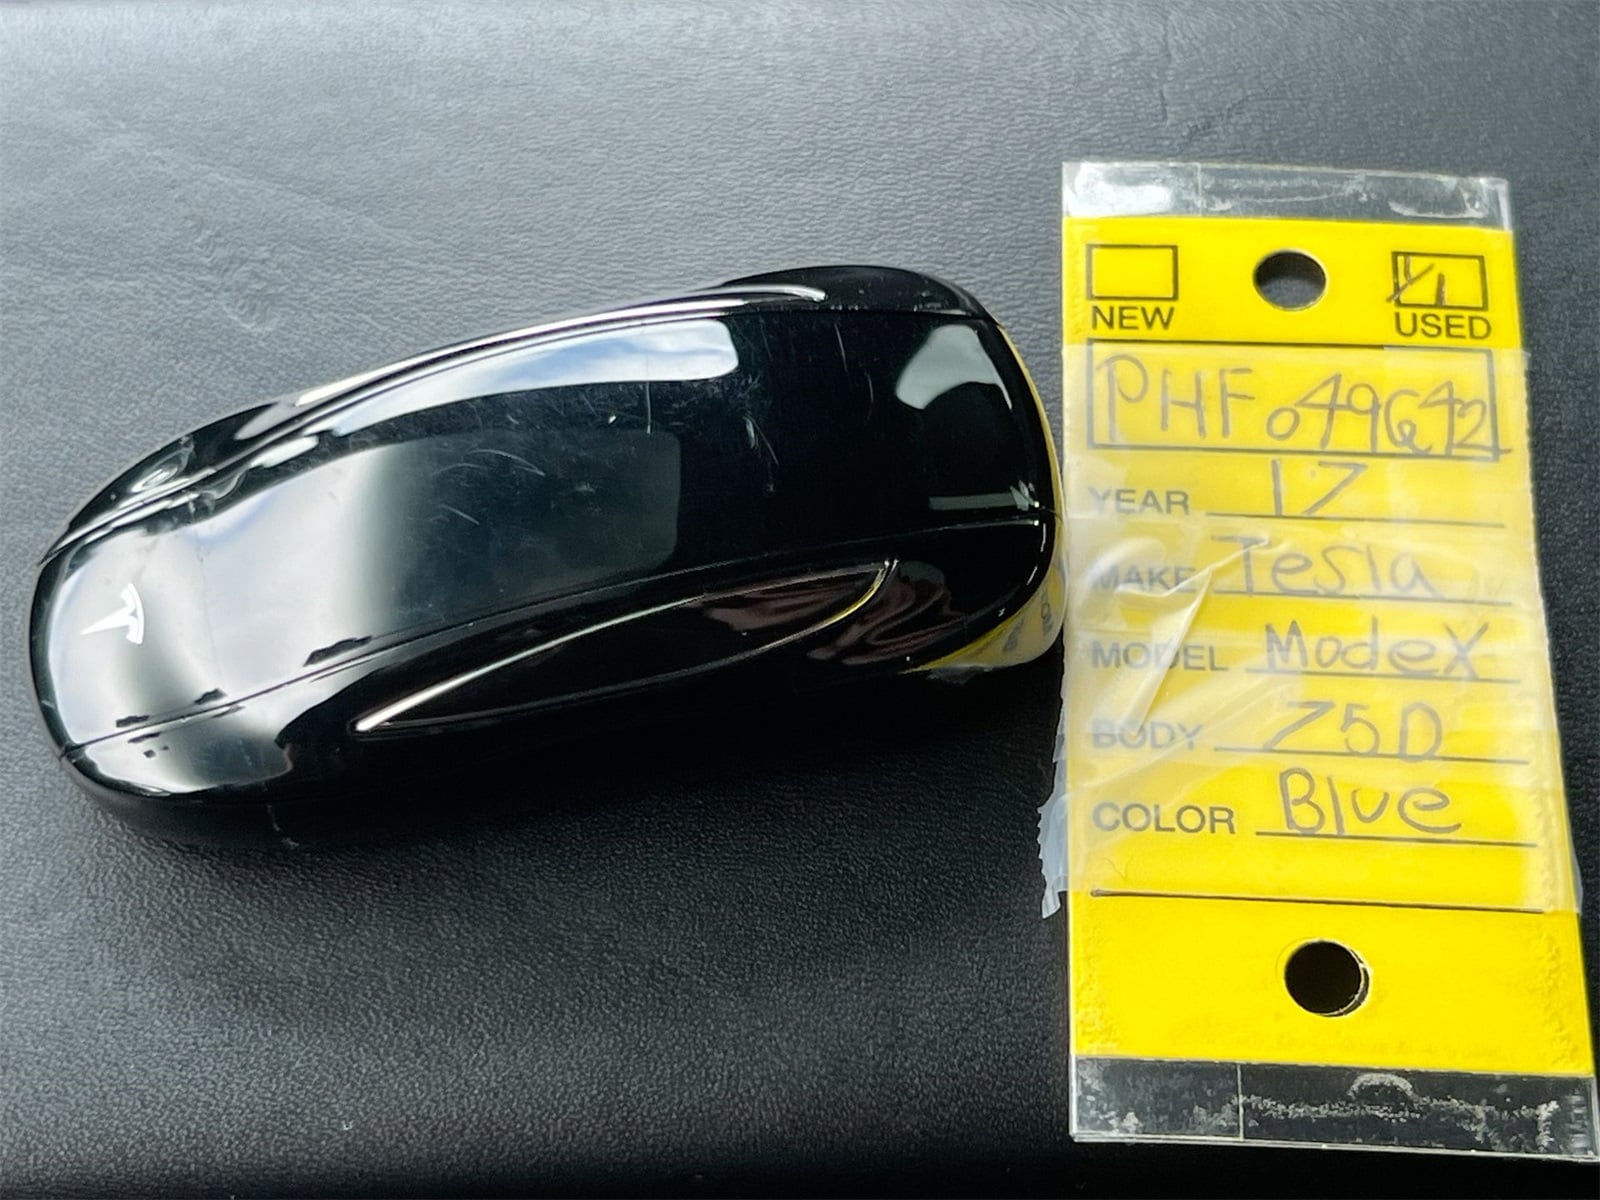 NEW USED
PHF049642
YEAR 17
MAKE Tesla
MODEL ModeX
BODY 75D
COLOR Blue